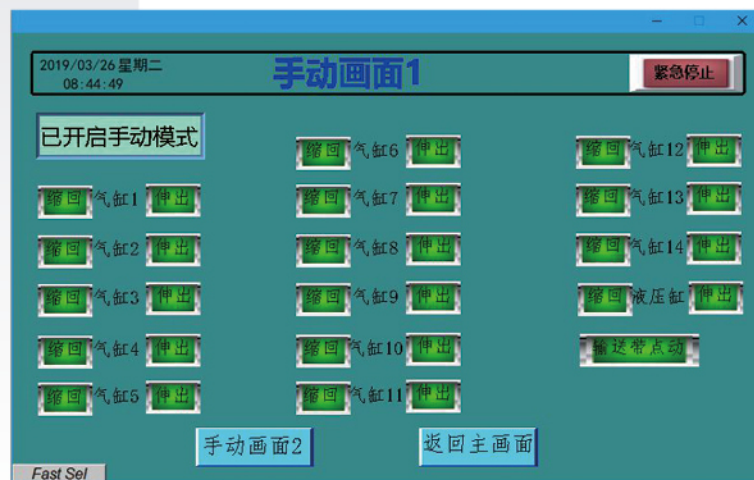 2019/03/26 星期二
08:44:49
手动画面1
紧急停止
已开启手动模式
缩回 气缸1 伸出
缩回 气缸2 伸出
缩回 气缸3 伸出
缩回 气缸4 伸出
缩回 气缸5 伸出
缩回 气缸6 伸出
缩回 气缸7 伸出
缩回 气缸8 伸出
缩回 气缸9 伸出
缩回 气缸10 伸出
缩回 气缸11 伸出
缩回 气缸12 伸出
缩回 气缸13 伸出
缩回 气缸14 伸出
缩回 液压缸 伸出
输送带点动
手动画面2
返回主画面
Fast Sel